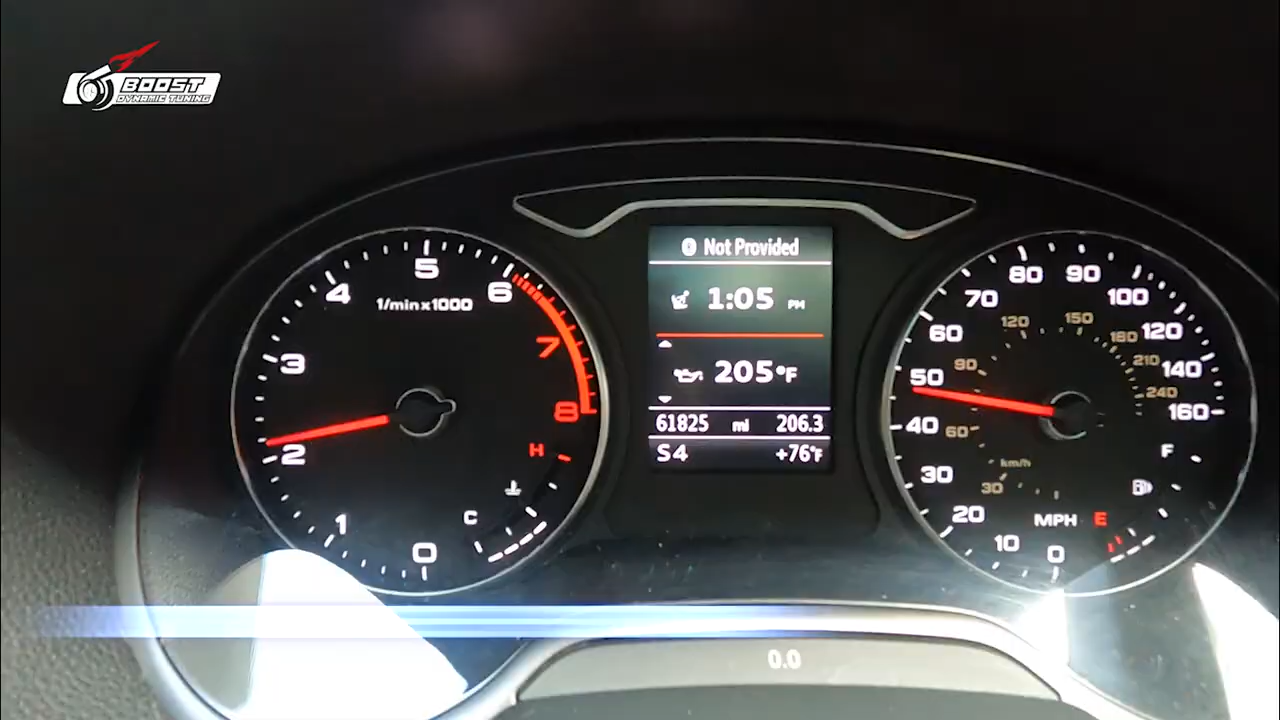 BOOST
DYNAMIC TUNING
Not Provided
1:05 PM
205°F
61825 mi 206.3
S4 +76°F
1/min x 1000
0 1 2 3 4 5 6 7 8
H
C
0 10 20 30 40 50 60 70 80 90 100 120 140 160
30 60 90 120 150 180 210 240
km/h
MPH
F
E
0.0